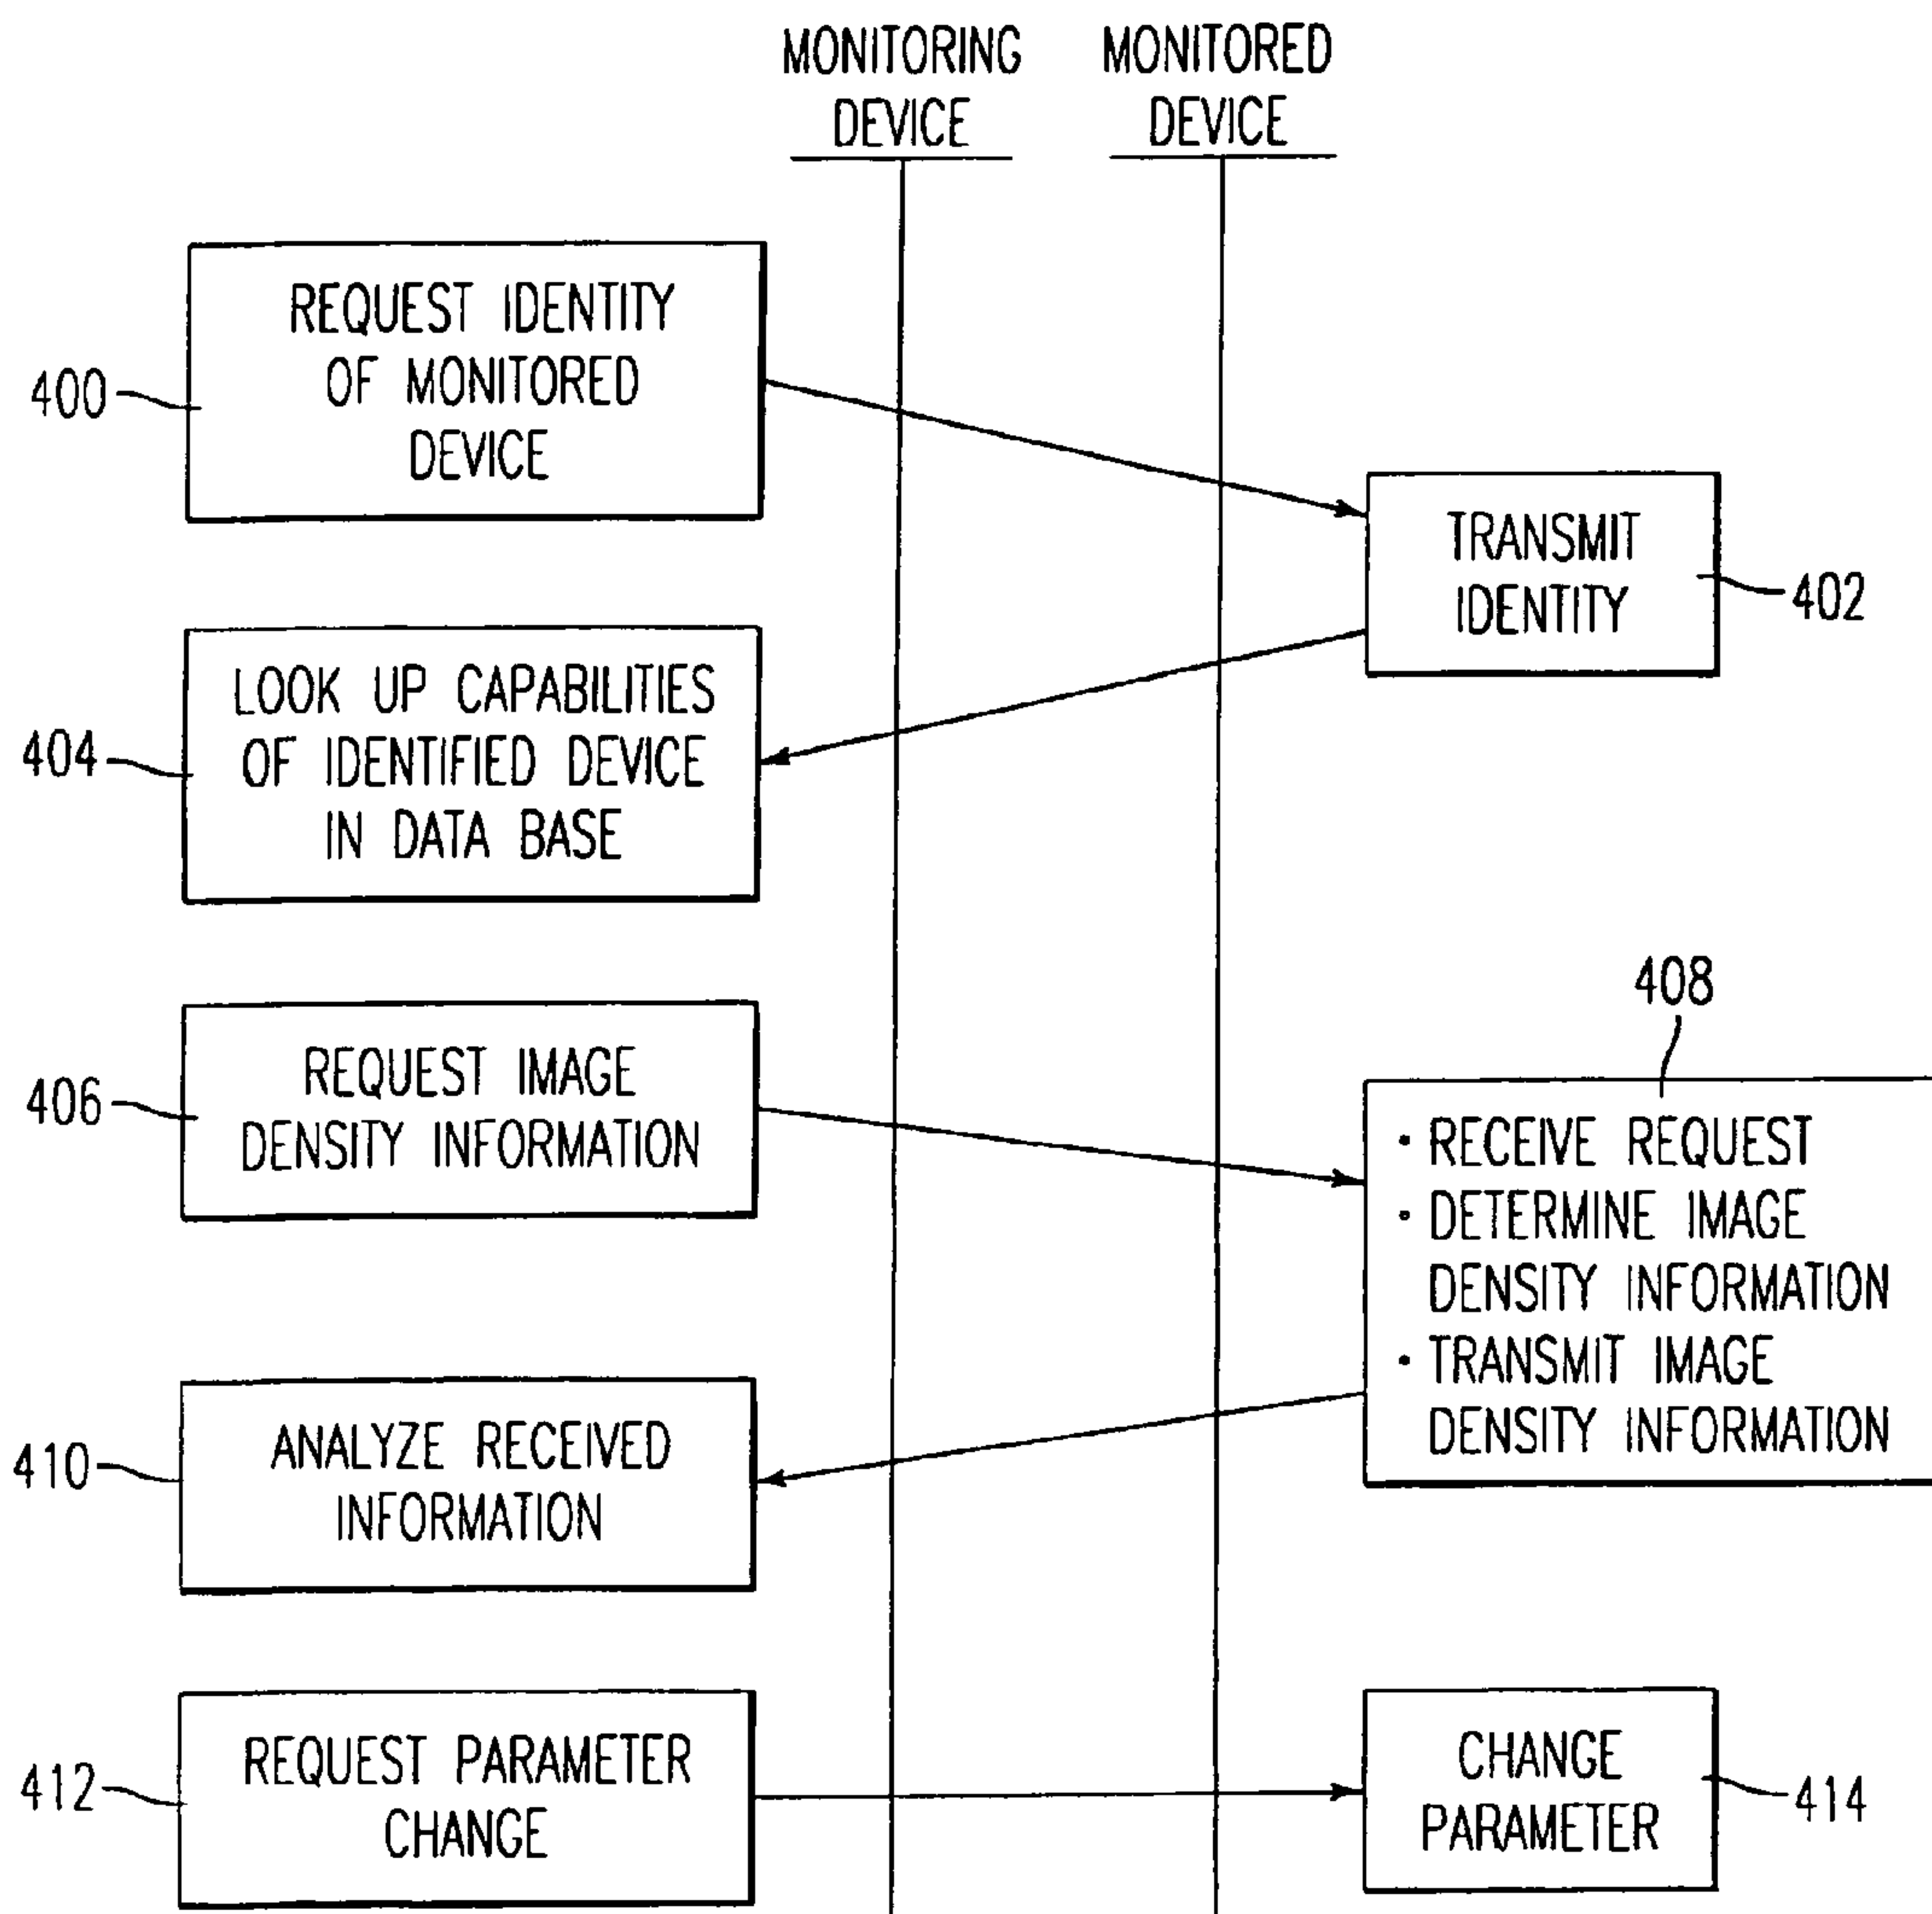 MONITORING
DEVICE
MONITORED
DEVICE
REQUEST IDENTITY
OF MONITORED
DEVICE
400
TRANSMIT
IDENTITY
402
LOOK UP CAPABILITIES
OF IDENTIFIED DEVICE
IN DATA BASE
404
REQUEST IMAGE
DENSITY INFORMATION
406
408
• RECEIVE REQUEST
• DETERMINE IMAGE
DENSITY INFORMATION
• TRANSMIT IMAGE
DENSITY INFORMATION
ANALYZE RECEIVED
INFORMATION
410
REQUEST PARAMETER
CHANGE
412
CHANGE
PARAMETER
414